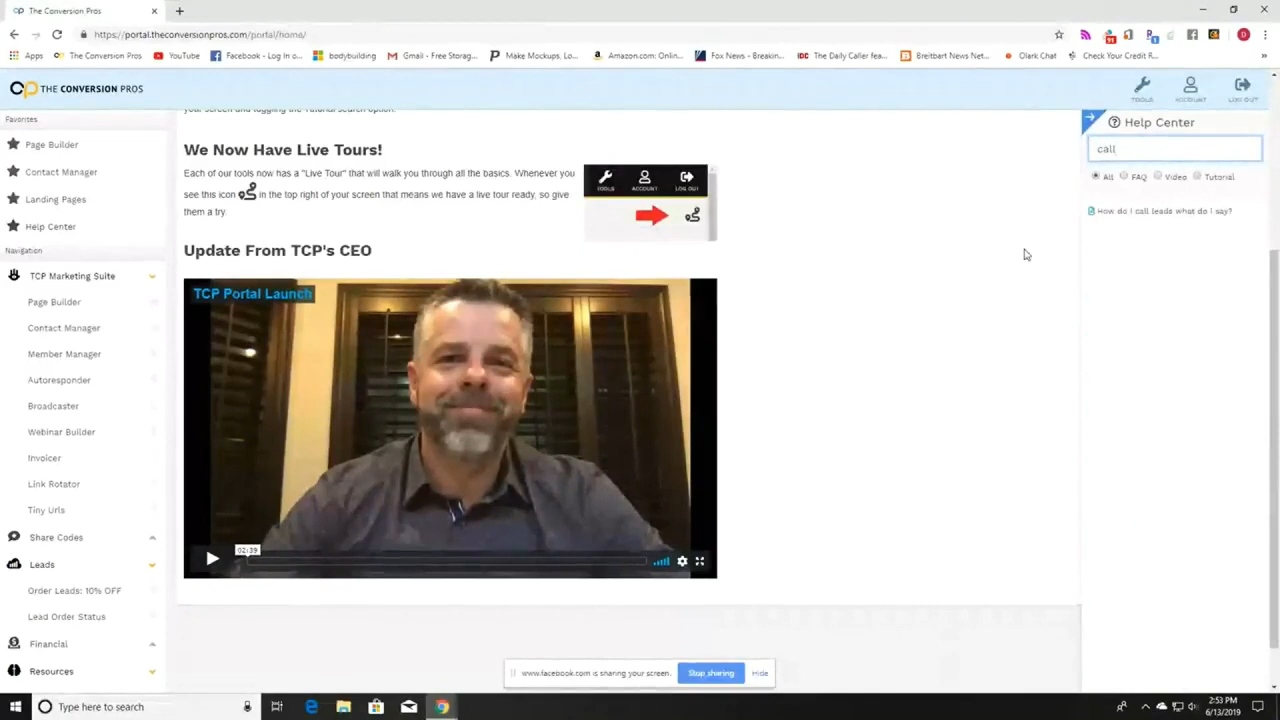 The Conversion Pros
https://portal.theconversionpros.com/portal/home/
Apps
The Conversion Pros
YouTube
Facebook - Log In o...
bodybuilding
Gmail - Free Storag...
Make Mockups, Lo...
Amazon.com: Onlin...
Fox News - Breakin...
The Daily Caller fea...
Breitbart News Net...
Olark Chat
Check Your Credit R...
THE CONVERSION PROS
TOOLS
ACCOUNT
LOG OUT
Favorites
Page Builder
Contact Manager
Landing Pages
Help Center
Navigation
TCP Marketing Suite
Page Builder
Contact Manager
Member Manager
Autoresponder
Broadcaster
Webinar Builder
Invoicer
Link Rotator
Tiny Urls
Share Codes
Leads
Order Leads: 10% OFF
Lead Order Status
Financial
Resources
your screen and toggling the Tutorial search option.
We Now Have Live Tours!
Each of our tools now has a "Live Tour" that will walk you through all the basics. Whenever you
see this icon in the top right of your screen that means we have a live tour ready, so give
them a try.
TOOLS
ACCOUNT
LOG OUT
Update From TCP's CEO
TCP Portal Launch
02:39
Help Center
call
All FAQ Video Tutorial
How do I call leads what do I say?
www.facebook.com is sharing your screen.
Stop sharing
Hide
Type here to search
2:53 PM
6/13/2019